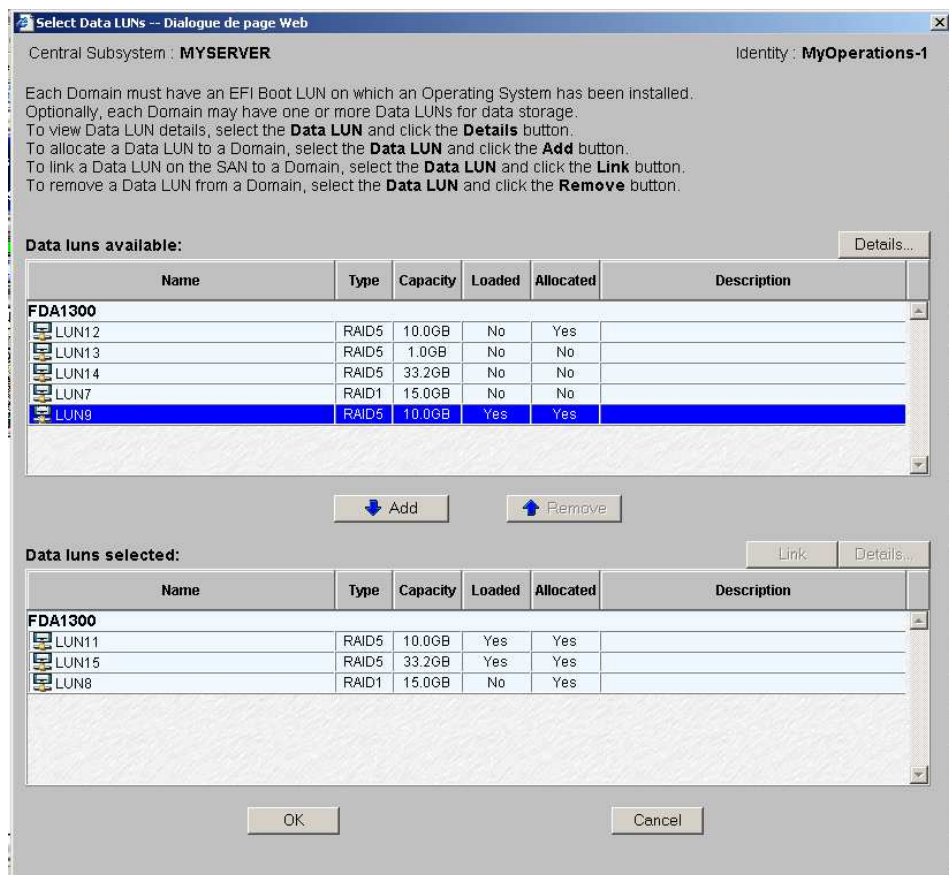 Select Data LUNs -- Dialogue de page Web
Central Subsystem : MYSERVER Identity : MyOperations-1
Each Domain must have an EFI Boot LUN on which an Operating System has been installed.
Optionally, each Domain may have one or more Data LUNs for data storage.
To view Data LUN details, select the Data LUN and click the Details button.
To allocate a Data LUN to a Domain, select the Data LUN and click the Add button.
To link a Data LUN on the SAN to a Domain, select the Data LUN and click the Link button.
To remove a Data LUN from a Domain, select the Data LUN and click the Remove button.
Data luns available: Details...
Name Type Capacity Loaded Allocated Description
FDA1300
LUN12 RAID5 10.0GB No Yes
LUN13 RAID5 1.0GB No No
LUN14 RAID5 33.2GB No No
LUN7 RAID1 15.0GB No No
LUN9 RAID5 10.0GB Yes Yes
Add Remove
Data luns selected: Link Details...
Name Type Capacity Loaded Allocated Description
FDA1300
LUN11 RAID5 10.0GB Yes Yes
LUN15 RAID5 33.2GB Yes Yes
LUN8 RAID1 15.0GB No Yes
OK Cancel